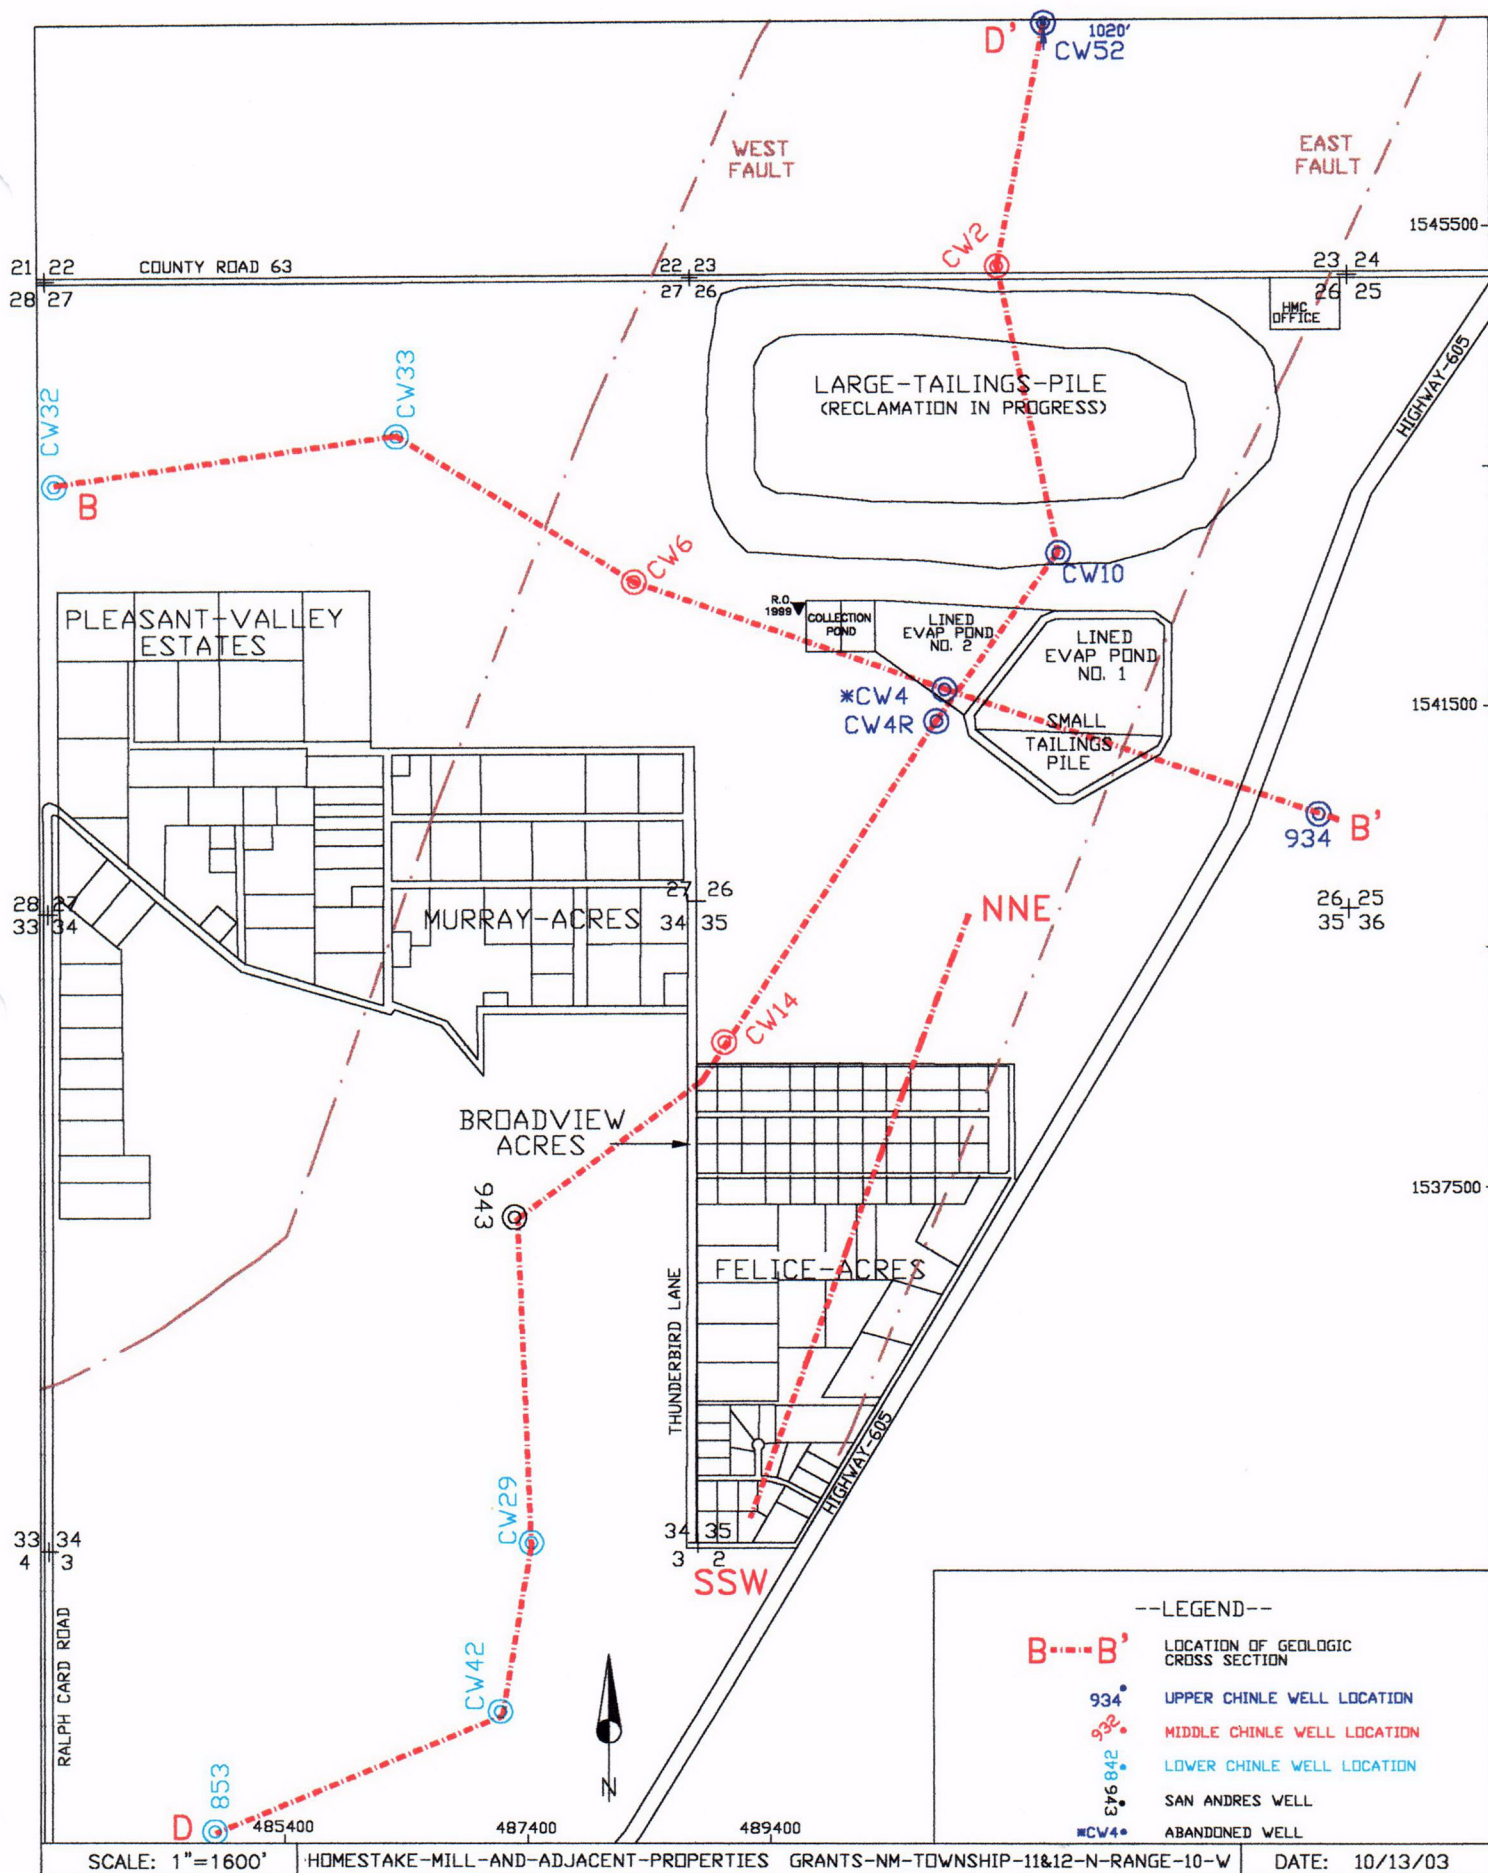 D'
1020'
CW52
WEST
FAULT
EAST
FAULT
CW2
1545500
21 22
28 27
COUNTY ROAD 63
22 23
27 26
23 24
26 25
HMC
OFFICE
HIGHWAY-605
LARGE-TAILINGS-PILE
(RECLAMATION IN PROGRESS)
CW32
CW33
B
CW6
CW10
PLEASANT-VALLEY
ESTATES
R.O.
1999
COLLECTION
POND
LINED
EVAP POND
NO. 2
LINED
EVAP POND
NO. 1
*CW4
CW4R
SMALL
TAILINGS
PILE
1541500
934
B'
28 27
33 34
27 26
34 35
26 25
35 36
MURRAY-ACRES
NNE
CW14
BROADVIEW
ACRES
943
1537500
FELICE-ACRES
THUNDERBIRD LANE
HIGHWAY-605
CW29
33 34
4 3
34 35
3 2
SSW
RALPH CARD ROAD
CW42
N
853
D
485400
487400
489400
--LEGEND--
B B' LOCATION OF GEOLOGIC
CROSS SECTION
934 UPPER CHINLE WELL LOCATION
932 MIDDLE CHINLE WELL LOCATION
842 LOWER CHINLE WELL LOCATION
943 SAN ANDRES WELL
*CW4 ABANDONED WELL
SCALE: 1"=1600' HOMESTAKE-MILL-AND-ADJACENT-PROPERTIES GRANTS-NM-TOWNSHIP-11&12-N-RANGE-10-W DATE: 10/13/03